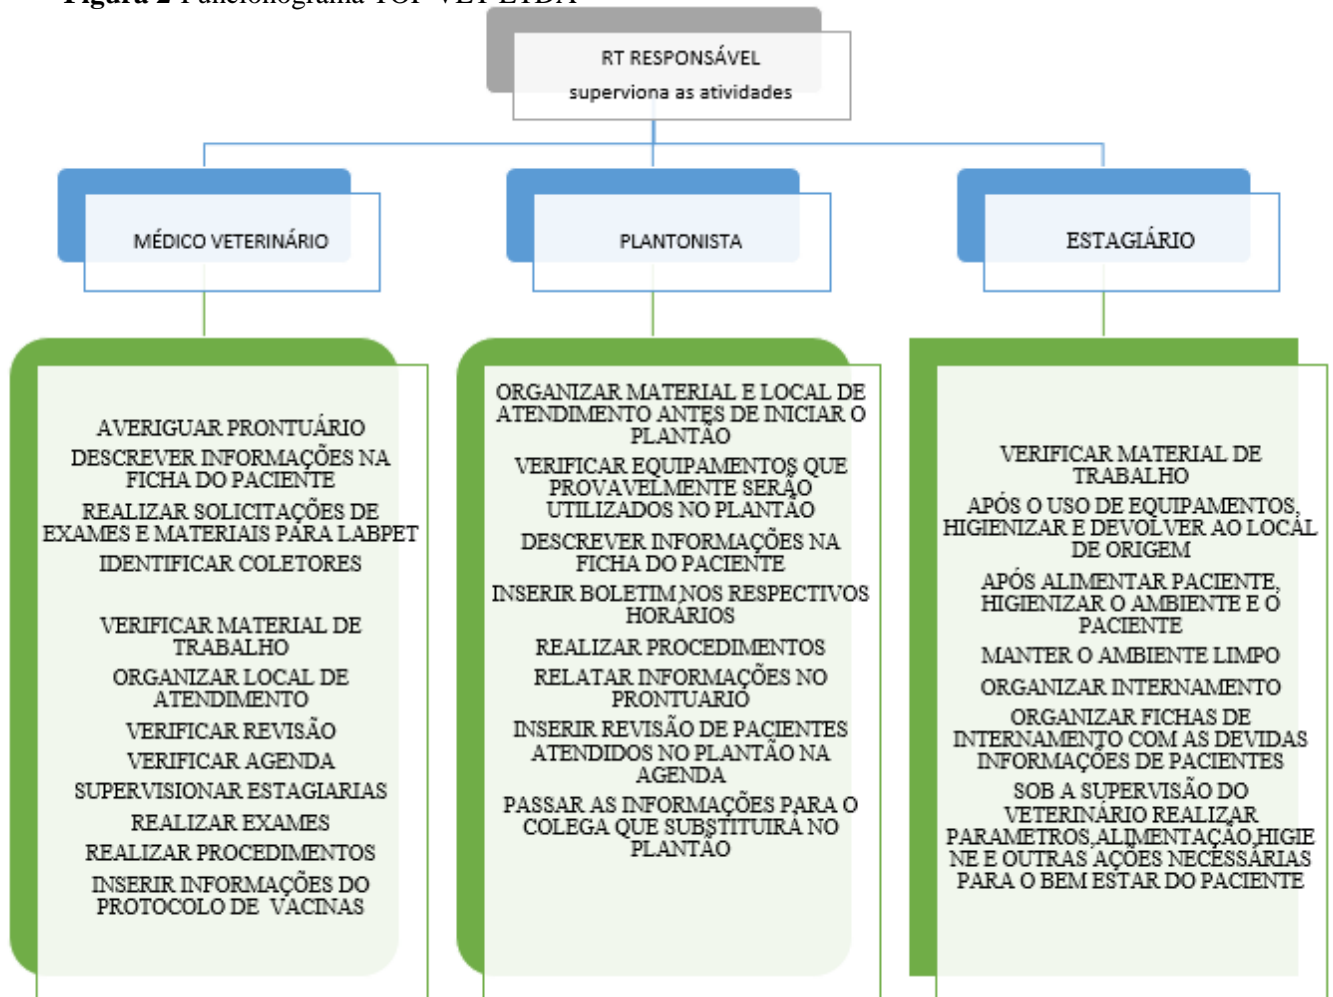 Figura 2 Funcionograma TOP VET LTDA
RT RESPONSÁVEL
superviona as atividades
MÉDICO VETERINÁRIO
PLANTONISTA
ESTAGIÁRIO
AVERIGUAR PRONTUÁRIO
DESCREVER INFORMAÇÕES NA
FICHA DO PACIENTE
REALIZAR SOLICITAÇÕES DE
EXAMES E MATERIAIS PARA LABPET
IDENTIFICAR COLETORES
VERIFICAR MATERIAL DE
TRABALHO
ORGANIZAR LOCAL DE
ATENDIMENTO
VERIFICAR REVISÃO
VERIFICAR AGENDA
SUPERVISIONAR ESTAGIARIAS
REALIZAR EXAMES
REALIZAR PROCEDIMENTOS
INSERIR INFORMAÇÕES DO
PROTOCOLO DE VACINAS
ORGANIZAR MATERIAL E LOCAL DE
ATENDIMENTO ANTES DE INICIAR O
PLANTÃO
VERIFICAR EQUIPAMENTOS QUE
PROVAVELMENTE SERÃO
UTILIZADOS NO PLANTÃO
DESCREVER INFORMAÇÕES NA
FICHA DO PACIENTE
INSERIR BOLETIM NOS RESPECTIVOS
HORÁRIOS
REALIZAR PROCEDIMENTOS
RELATAR INFORMAÇÕES NO
PRONTUARIO
INSERIR REVISÃO DE PACIENTES
ATENDIDOS NO PLANTÃO NA
AGENDA
PASSAR AS INFORMAÇÕES PARA O
COLEGA QUE SUBSTITUIRÁ NO
PLANTÃO
VERIFICAR MATERIAL DE
TRABALHO
APÓS O USO DE EQUIPAMENTOS,
HIGIENIZAR E DEVOLVER AO LOCAL
DE ORIGEM
APÓS ALIMENTAR PACIENTE,
HIGIENIZAR O AMBIENTE E O
PACIENTE
MANTER O AMBIENTE LIMPO
ORGANIZAR INTERNAMENTO
ORGANIZAR FICHAS DE
INTERNAMENTO COM AS DEVIDAS
INFORMAÇÕES DE PACIENTES
SOB A SUPERVISÃO DO
VETERINÁRIO REALIZAR
PARAMETROS,ALIMENTAÇÃO,HIGIE
NE E OUTRAS AÇÕES NECESSÁRIAS
PARA O BEM ESTAR DO PACIENTE